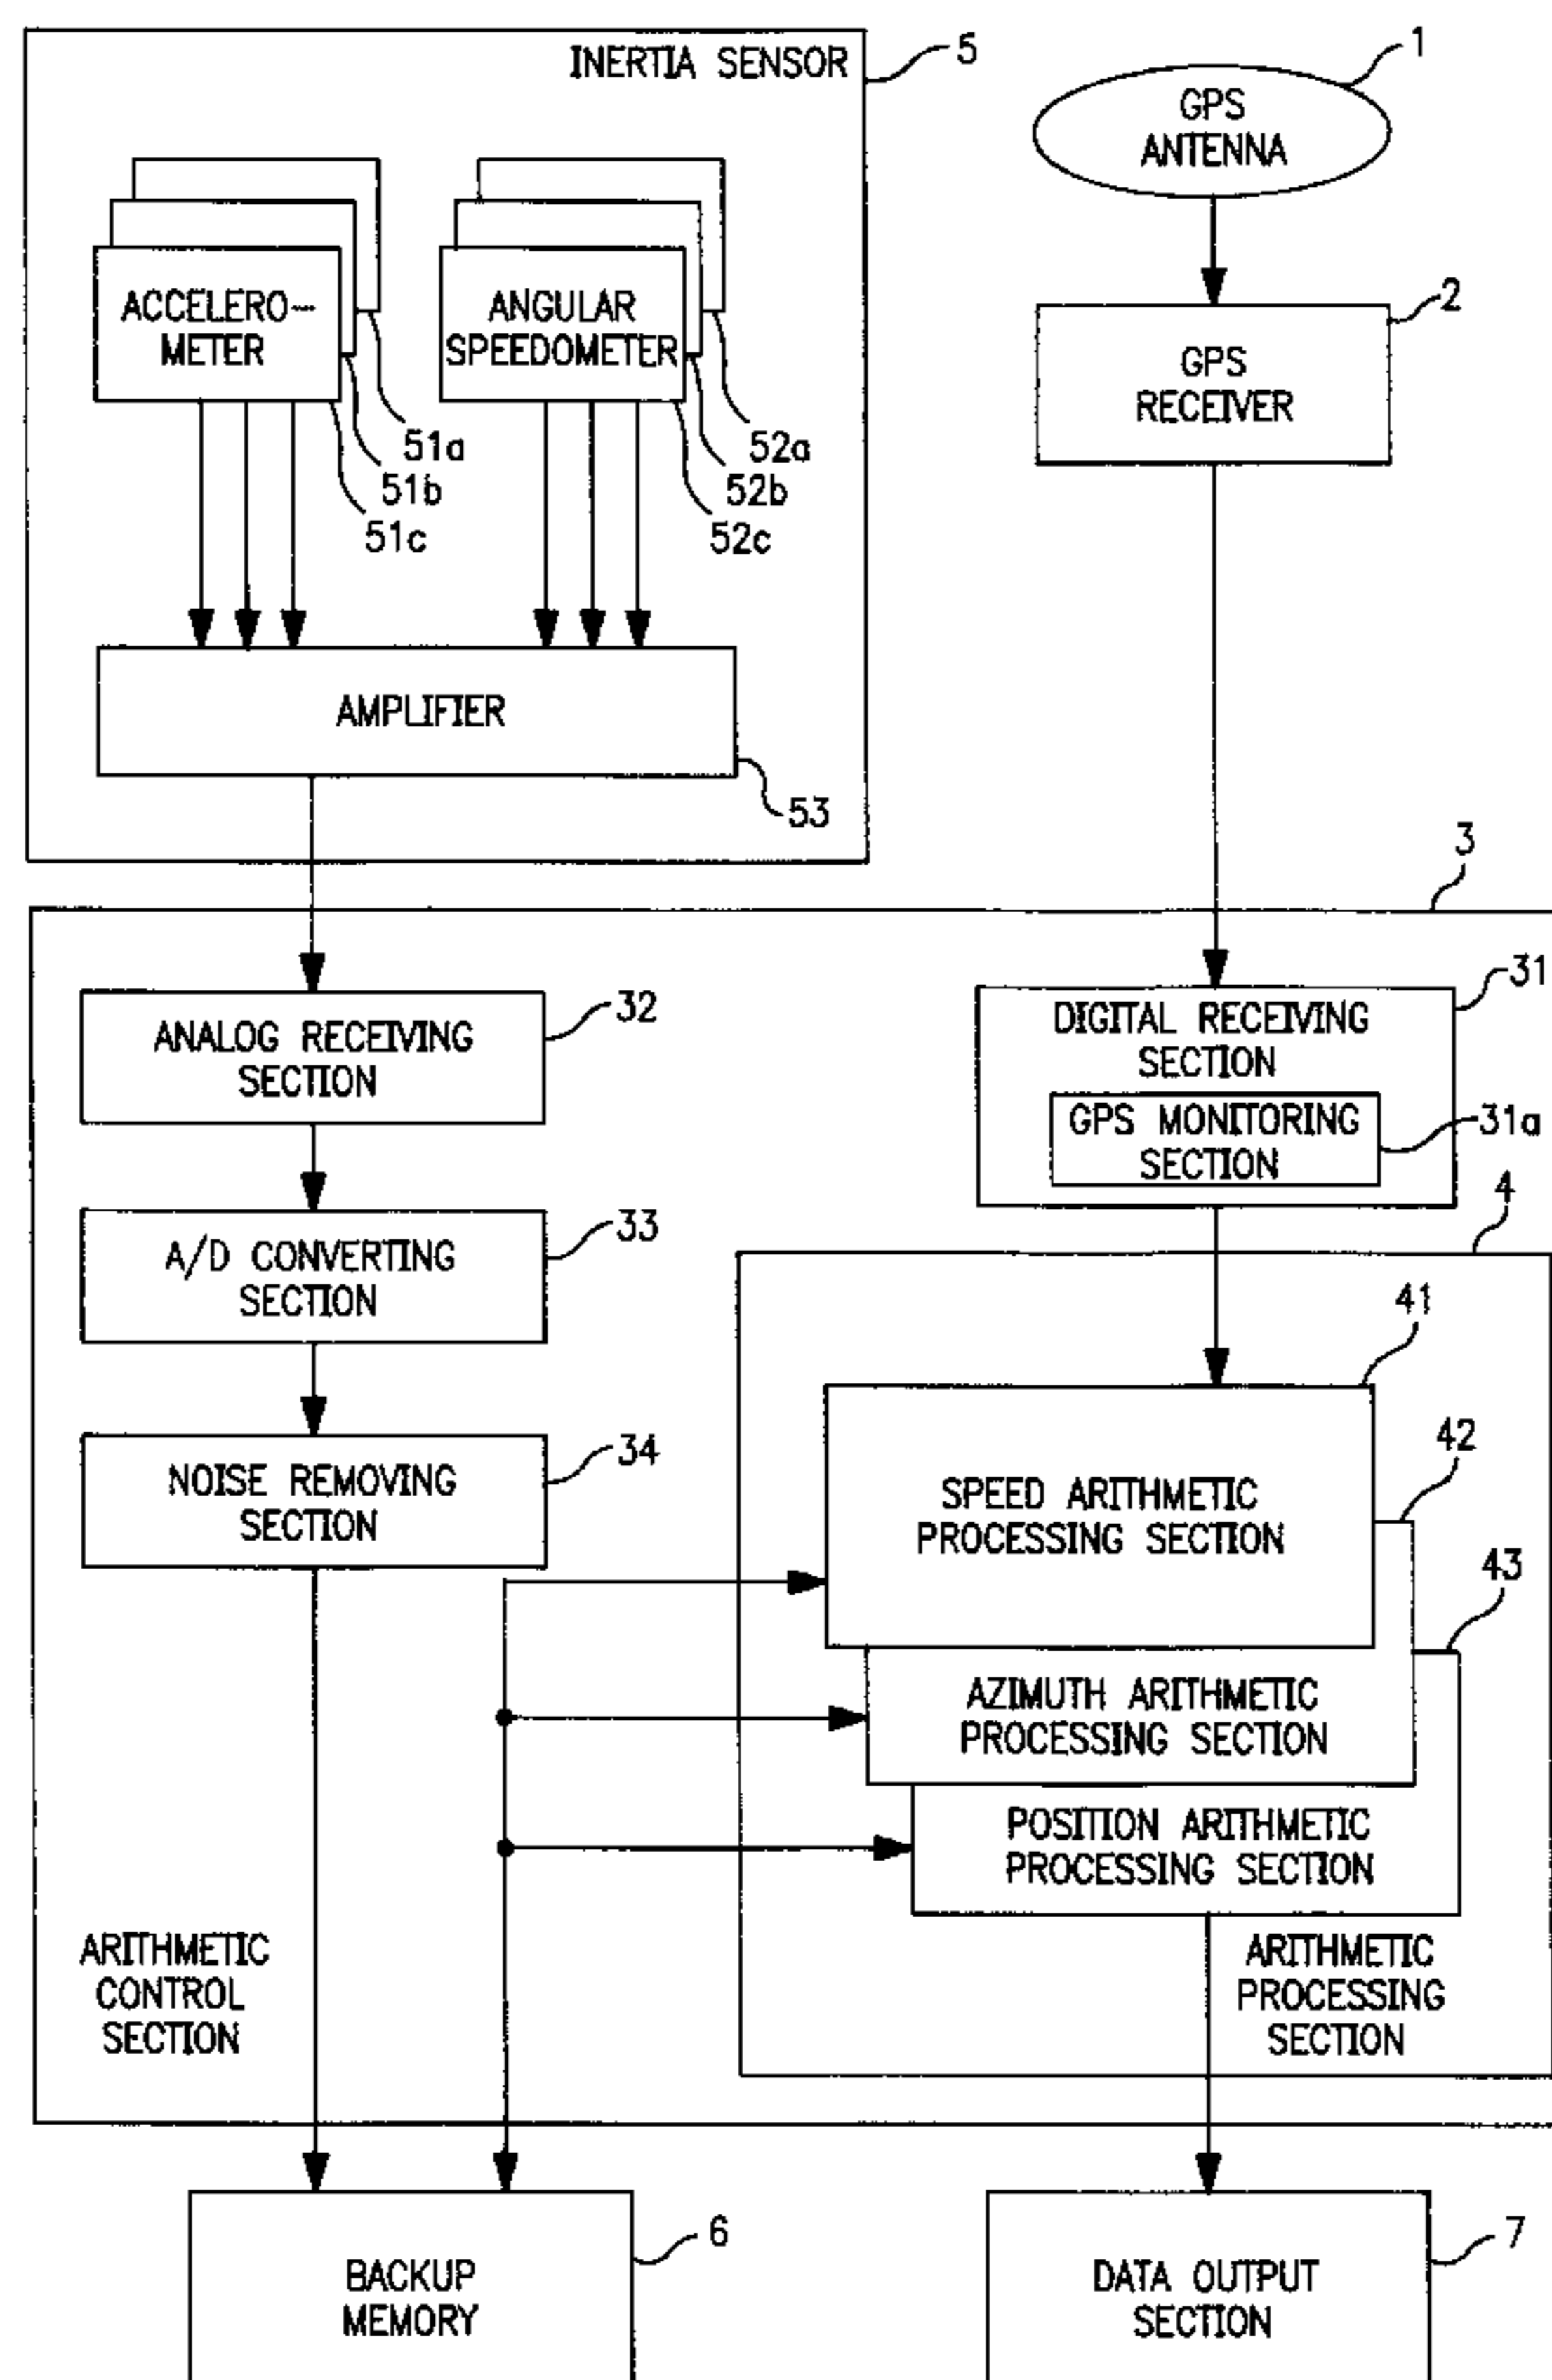 INERTIA SENSOR
5
1
GPS
ANTENNA
ACCELERO-
METER
ANGULAR
SPEEDOMETER
51a
51b
51c
52a
52b
52c
2
GPS
RECEIVER
AMPLIFIER
53
3
ANALOG RECEIVING
SECTION
32
DIGITAL RECEIVING
SECTION
31
GPS MONITORING
SECTION
31a
4
A/D CONVERTING
SECTION
33
41
NOISE REMOVING
SECTION
34
SPEED ARITHMETIC
PROCESSING SECTION
42
43
AZIMUTH ARITHMETIC
PROCESSING SECTION
POSITION ARITHMETIC
PROCESSING SECTION
ARITHMETIC
CONTROL
SECTION
ARITHMETIC
PROCESSING
SECTION
BACKUP
MEMORY
6
DATA OUTPUT
SECTION
7